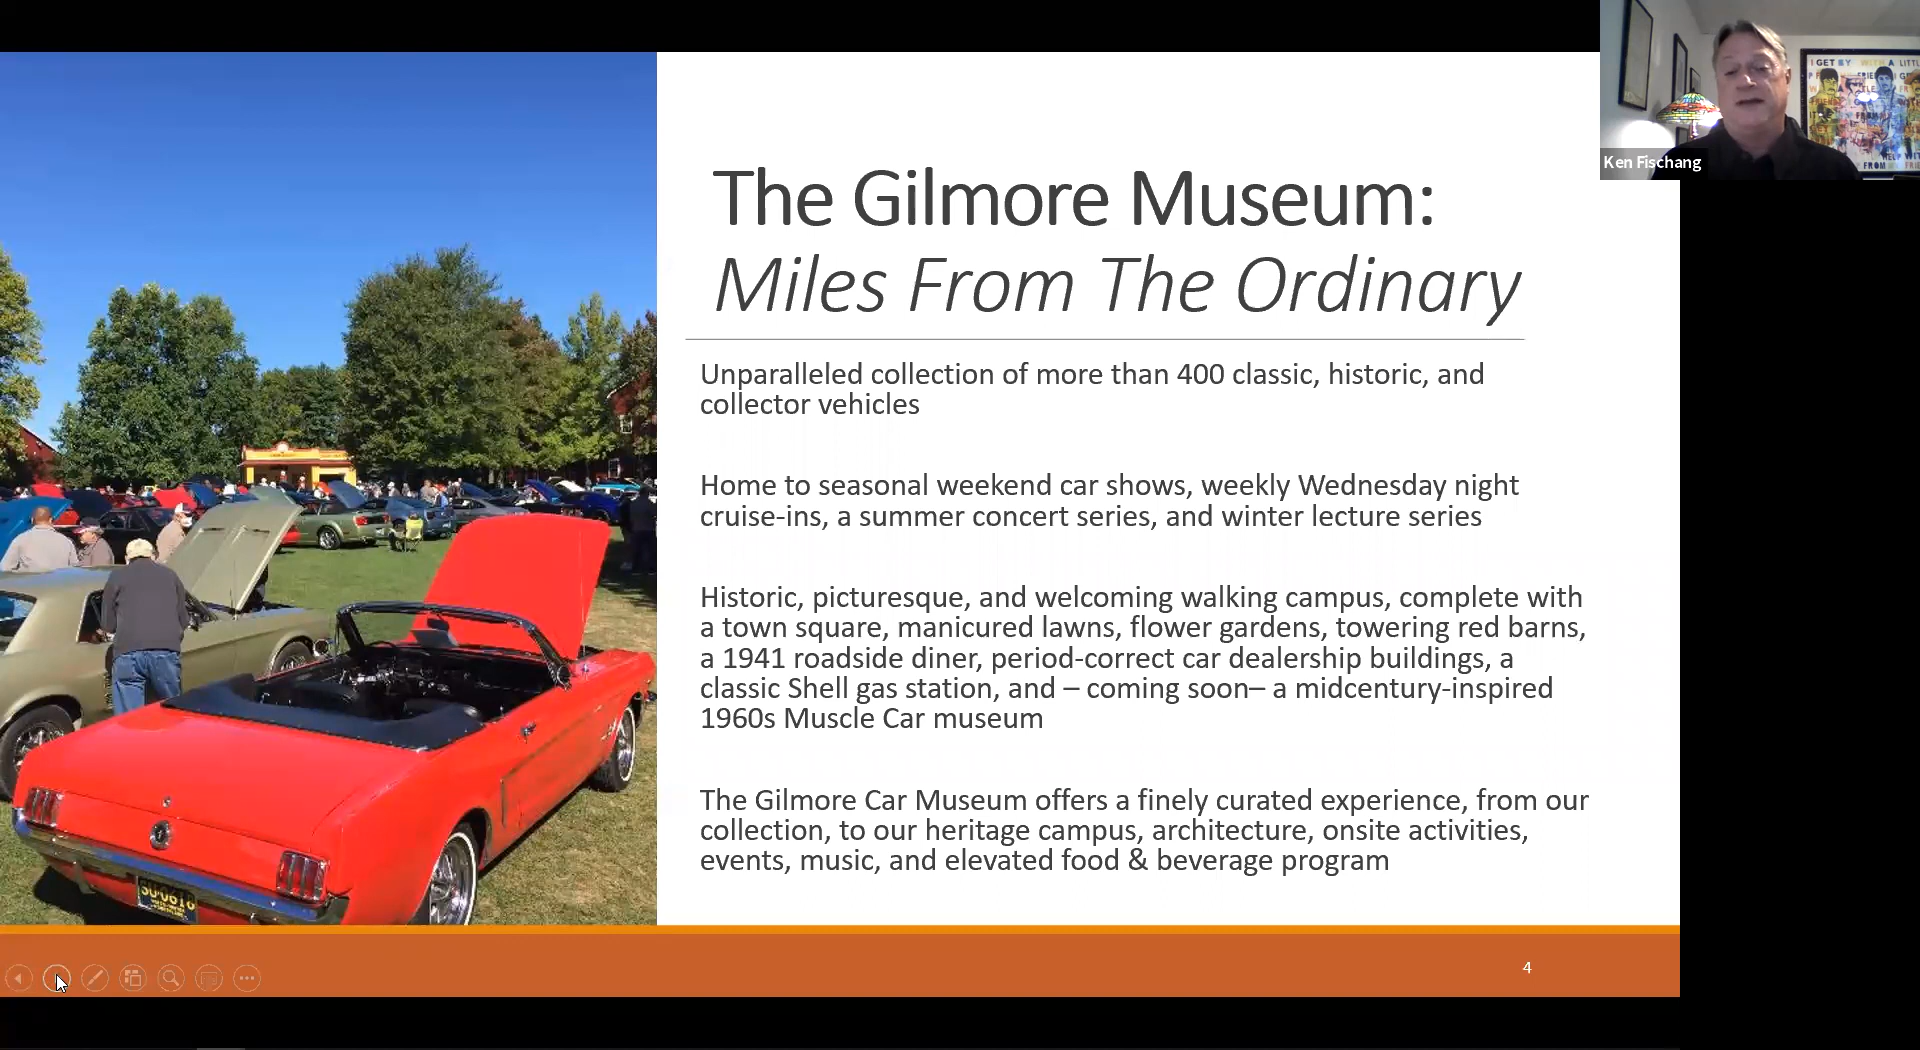 The Gilmore Museum:
Miles From The Ordinary
Unparalleled collection of more than 400 classic, historic, and
collector vehicles
Home to seasonal weekend car shows, weekly Wednesday night
cruise-ins, a summer concert series, and winter lecture series
Historic, picturesque, and welcoming walking campus, complete with
a town square, manicured lawns, flower gardens, towering red barns,
a 1941 roadside diner, period-correct car dealership buildings, a
classic Shell gas station, and – coming soon– a midcentury-inspired
1960s Muscle Car museum
The Gilmore Car Museum offers a finely curated experience, from our
collection, to our heritage campus, architecture, onsite activities,
events, music, and elevated food & beverage program
4
Ken Fischang
I GET BY WITH A LITTL
FROM